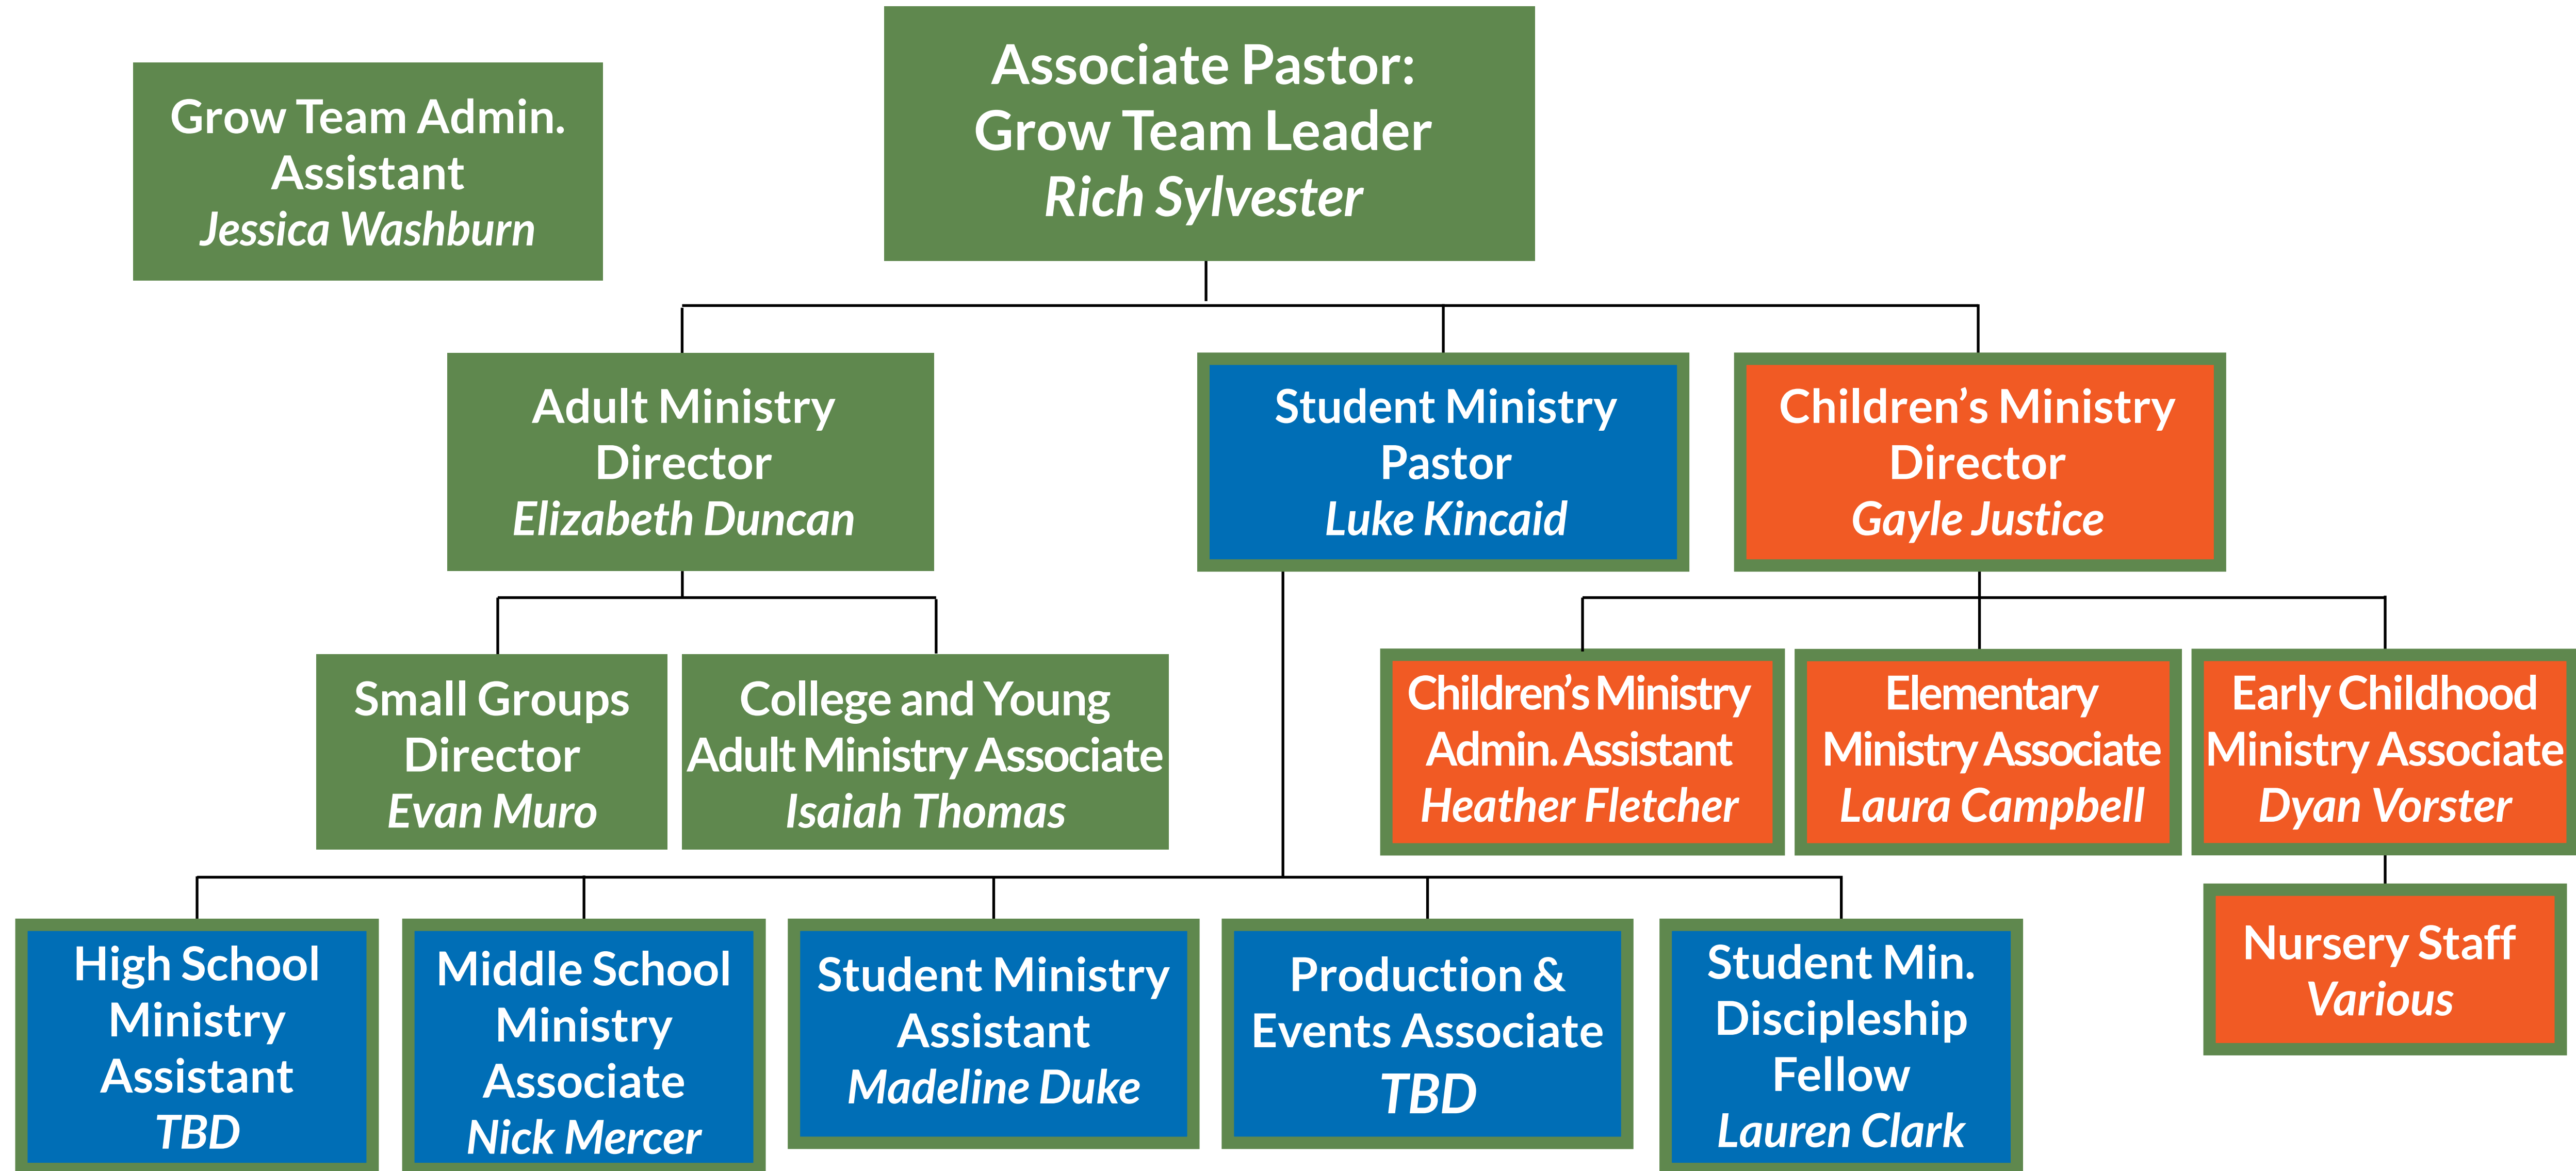 Grow Team Admin.
Assistant
Jessica Washburn
Associate Pastor:
Grow Team Leader
Rich Sylvester
Adult Ministry
Director
Elizabeth Duncan
Student Ministry
Pastor
Luke Kincaid
Children’s Ministry
Director
Gayle Justice
Small Groups
Director
Evan Muro
College and Young
Adult Ministry Associate
Isaiah Thomas
Children’s Ministry
Admin. Assistant
Heather Fletcher
Elementary
Ministry Associate
Laura Campbell
Early Childhood
Ministry Associate
Dyan Vorster
High School
Ministry
Assistant
TBD
Middle School
Ministry
Associate
Nick Mercer
Student Ministry
Assistant
Madeline Duke
Production &
Events Associate
TBD
Student Min.
Discipleship
Fellow
Lauren Clark
Nursery Staff
Various